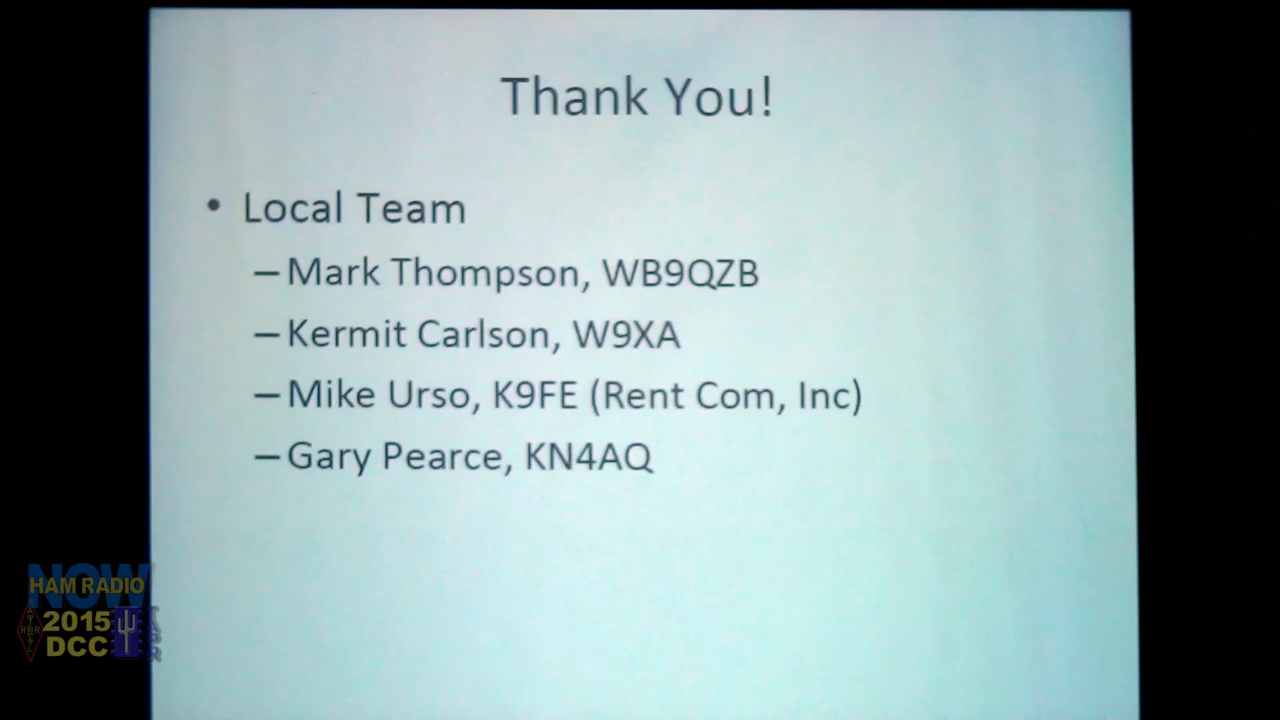 Thank You!
• Local Team
– Mark Thompson, WB9QZB
– Kermit Carlson, W9XA
– Mike Urso, K9FE (Rent Com, Inc)
– Gary Pearce, KN4AQ
NOW
HAM RADIO
2015
DCC